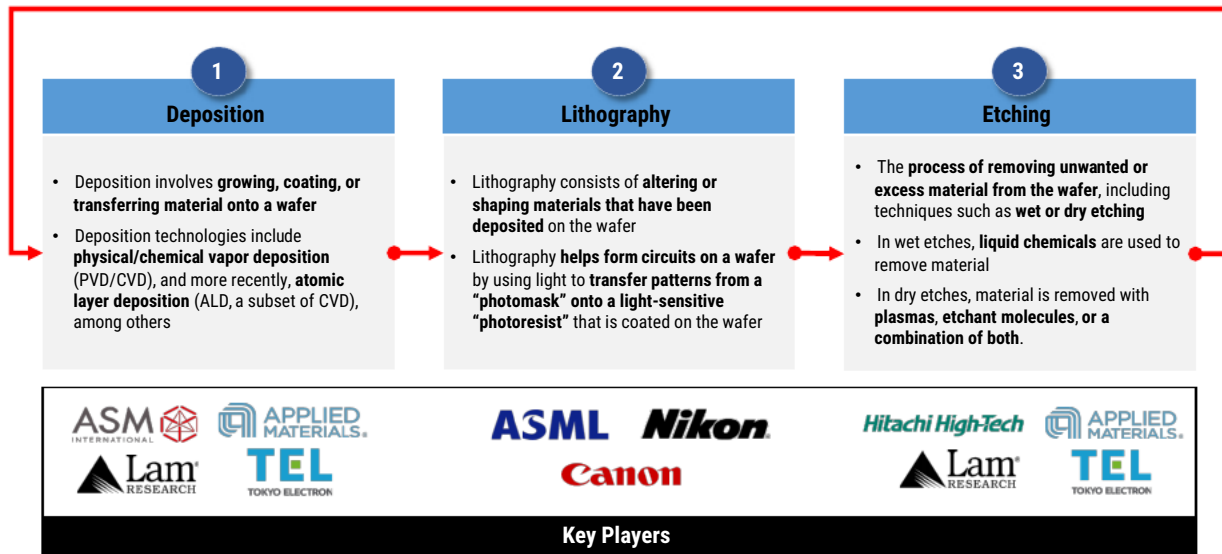 1
Deposition
• Deposition involves growing, coating, or
transferring material onto a wafer
• Deposition technologies include
physical/chemical vapor deposition
(PVD/CVD), and more recently, atomic
layer deposition (ALD, a subset of CVD),
among others
2
Lithography
• Lithography consists of altering or
shaping materials that have been
deposited on the wafer
• Lithography helps form circuits on a wafer
by using light to transfer patterns from a
“photomask” onto a light-sensitive
“photoresist” that is coated on the wafer
3
Etching
• The process of removing unwanted or
excess material from the wafer, including
techniques such as wet or dry etching
• In wet etches, liquid chemicals are used to
remove material
• In dry etches, material is removed with
plasmas, etchant molecules, or a
combination of both.
ASM
INTERNATIONAL
APPLIED
MATERIALS®
Lam®
RESEARCH
TEL
TOKYO ELECTRON
ASML
Nikon
Canon
Hitachi High-Tech
APPLIED
MATERIALS®
Lam®
RESEARCH
TEL
TOKYO ELECTRON
Key Players